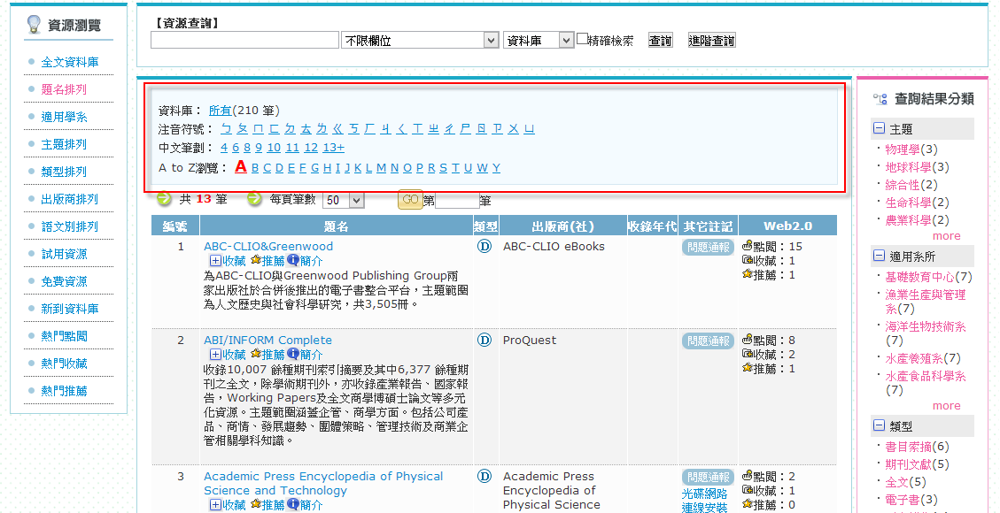 資源瀏覽
全文資料庫
題名排列
適用學系
主題排列
類型排列
出版商排列
語文別排列
試用資源
免費資源
新到資料庫
熱門點閱
熱門收藏
熱門推薦
【資源查詢】
不限欄位 資料庫 精確檢索 查詢 進階查詢
資料庫： 所有(210 筆)
注音符號： ㄅ ㄆ ㄇ ㄈ ㄉ ㄊ ㄌ ㄍ ㄎ ㄏ ㄐ ㄑ ㄒ ㄓ ㄔ ㄕ ㄖ ㄗ ㄨ ㄩ
中文筆劃： 4 6 8 9 10 11 12 13+
A to Z瀏覽： A B C D E F G H I J K L M N O P R S T U W Y
共 13 筆 每頁筆數 50 GO 第 筆
編號 題名 類型 出版商(社) 收錄年代 其它註記 Web2.0
1 ABC-CLIO&Greenwood D ABC-CLIO eBooks 問題通報 點閱：15
收藏 推薦 簡介 收藏：1
為ABC-CLIO與Greenwood Publishing Group兩 推薦：1
家出版社於合併後推出的電子書整合平台，主題範圍
為人文歷史與社會科學研究，共3,505冊。
2 ABI/INFORM Complete D ProQuest 問題通報 點閱：8
收藏 推薦 簡介 收藏：2
收錄10,007 餘種期刊索引摘要及其中6,377 餘種期 推薦：1
刊之全文，除學術期刊外，亦收錄產業報告、國家報
告，Working Papers及全文商學博碩士論文等多元
化資源。主題範圍涵蓋企管、商學方面。包括公司產
品、商情、發展趨勢、團體策略、管理技術及商業企
管相關學科知識。
3 Academic Press Encyclopedia of Physical D Academic Press 問題通報 點閱：2
Science and Technology Encyclopedia of 光碟網路 收藏：1
收藏 推薦 簡介 Physical Science 連線安裝 推薦：0
查詢結果分類
主題
物理學(3)
地球科學(3)
綜合性(2)
生命科學(2)
農業科學(2)
more
適用系所
基礎教育中心(7)
漁業生產與管理
系(7)
海洋生物技術系
(7)
水產養殖系(7)
水產食品科學系
(7)
more
類型
書目索摘(6)
期刊文獻(5)
全文(5)
電子書(3)